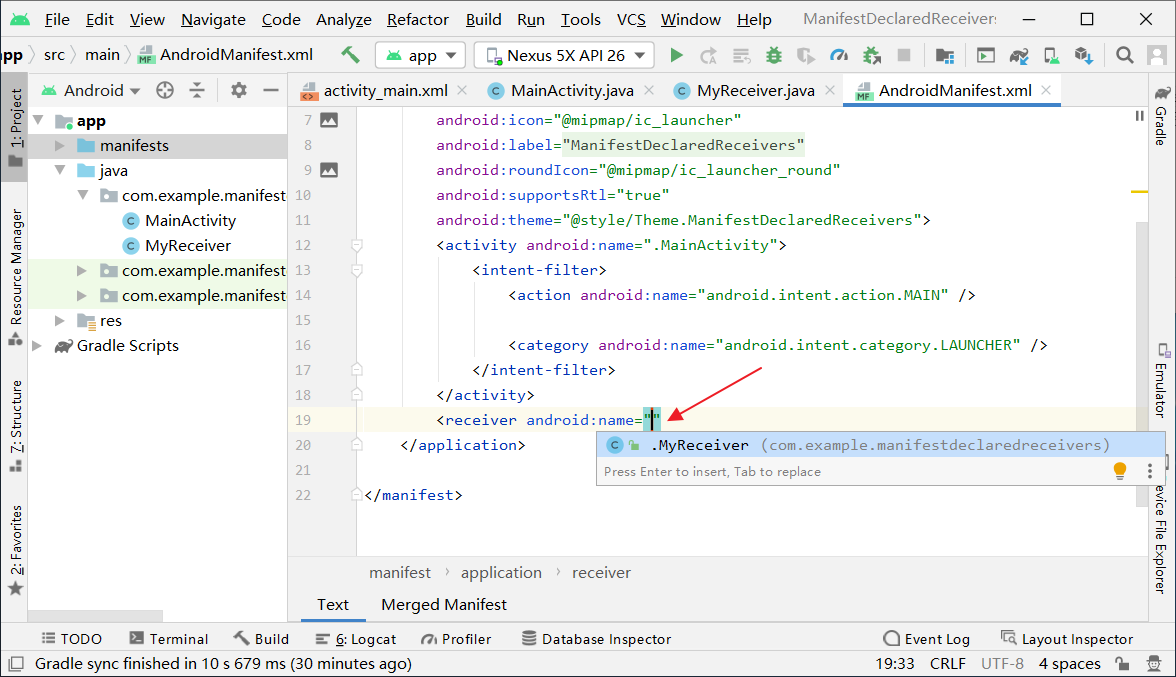 File Edit View Navigate Code Analyze Refactor Build Run Tools VCS Window Help ManifestDeclaredReceivers
app src main AndroidManifest.xml app Nexus 5X API 26
1: Project
Resource Manager
7: Structure
2: Favorites
Android
app
manifests
java
com.example.manifest
MainActivity
MyReceiver
com.example.manifest
com.example.manifest
res
Gradle Scripts
activity_main.xml MainActivity.java MyReceiver.java AndroidManifest.xml
7 android:icon="@mipmap/ic_launcher"
8 android:label="ManifestDeclaredReceivers"
9 android:roundIcon="@mipmap/ic_launcher_round"
10 android:supportsRtl="true"
11 android:theme="@style/Theme.ManifestDeclaredReceivers">
12 <activity android:name=".MainActivity">
13 <intent-filter>
14 <action android:name="android.intent.action.MAIN" />
15
16 <category android:name="android.intent.category.LAUNCHER" />
17 </intent-filter>
18 </activity>
19 <receiver android:name=""
20 </application>
21
22 </manifest>
.MyReceiver (com.example.manifestdeclaredreceivers)
Press Enter to insert, Tab to replace
manifest application receiver
Text Merged Manifest
Gradle
Emulator
evice File Explorer
TODO Terminal Build 6: Logcat Profiler Database Inspector Event Log Layout Inspector
Gradle sync finished in 10 s 679 ms (30 minutes ago) 19:33 CRLF UTF-8 4 spaces